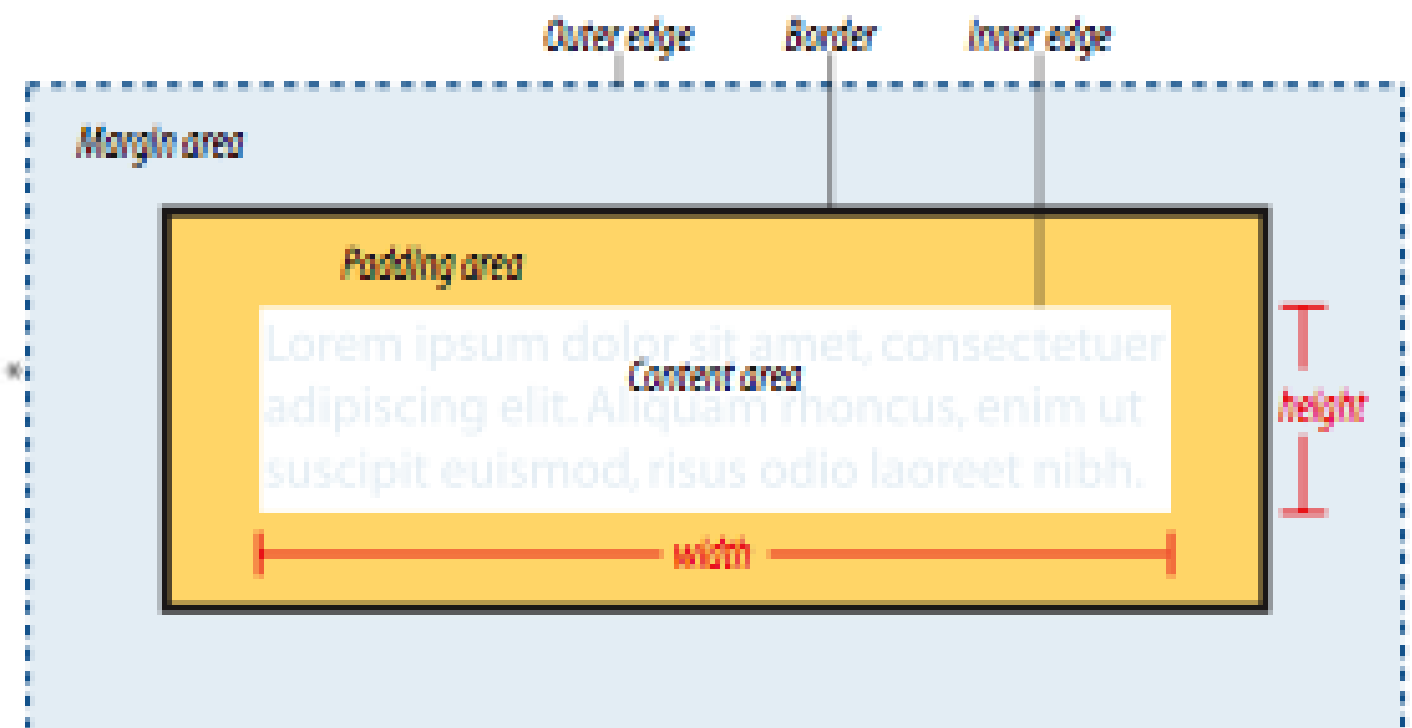 Outer edge Border Inner edge
Margin area
Padding area
Lorem ipsum dolor sit amet, consectetuer
Content area
adipiscing elit. Aliquam rhoncus, enim ut
height
suscipit euismod, risus odio laoreet nibh.
width